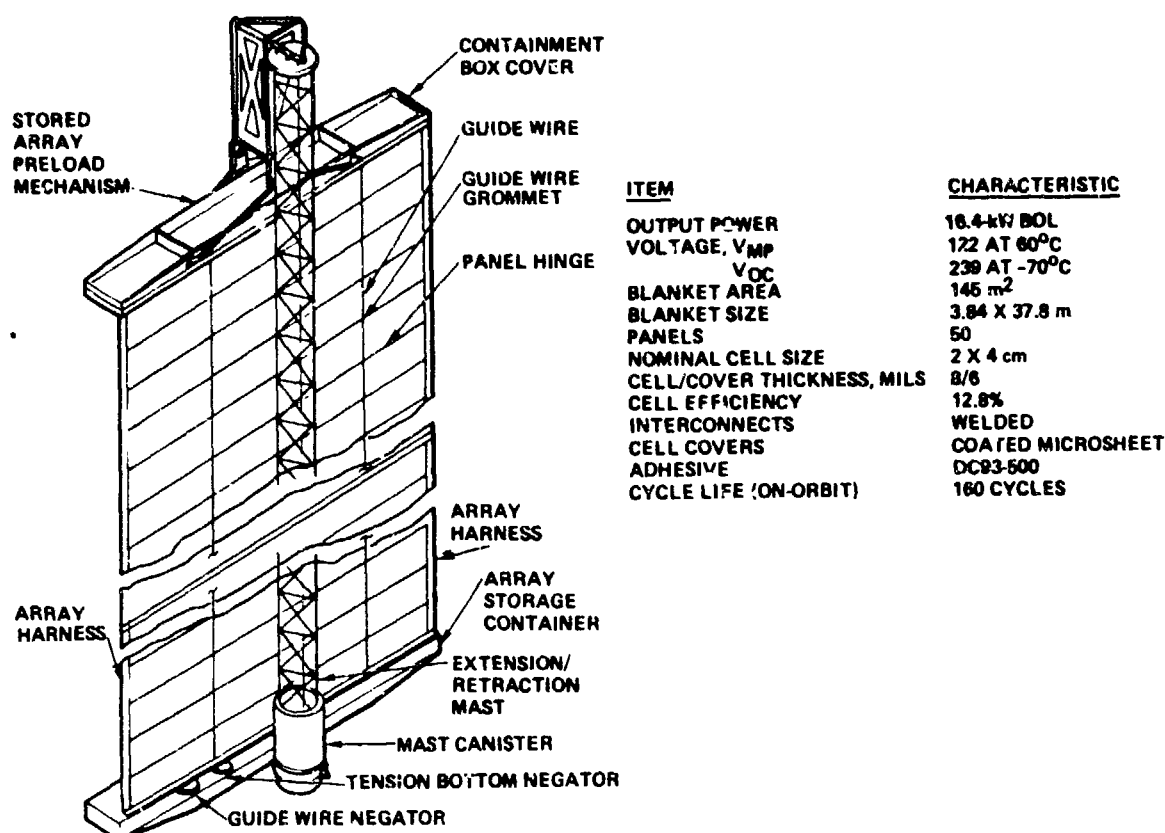 CONTAINMENT
BOX COVER
STORED
ARRAY
PRELOAD
MECHANISM
GUIDE WIRE
GUIDE WIRE
GROMMET
PANEL HINGE
ARRAY
HARNESS
ARRAY
HARNESS
ARRAY
STORAGE
CONTAINER
EXTENSION/
RETRACTION
MAST
MAST CANISTER
TENSION BOTTOM NEGATOR
GUIDE WIRE NEGATOR
ITEM CHARACTERISTIC
OUTPUT POWER 16.4-kW BOL
VOLTAGE, VMP 122 AT 60°C
VOC 239 AT -70°C
BLANKET AREA 145 m²
BLANKET SIZE 3.84 X 37.8 m
PANELS 50
NOMINAL CELL SIZE 2 X 4 cm
CELL/COVER THICKNESS, MILS 8/6
CELL EFFICIENCY 12.8%
INTERCONNECTS WELDED
CELL COVERS COATED MICROSHEET
ADHESIVE DC93-500
CYCLE LIFE (ON-ORBIT) 160 CYCLES